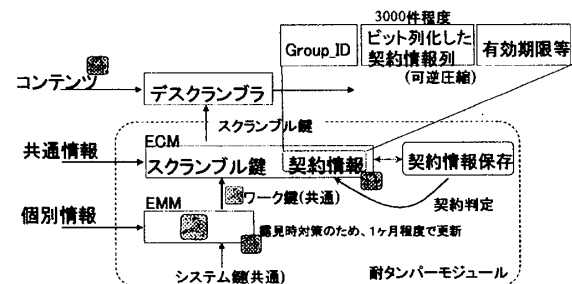 3000件程度
Group_ID
ビット列化した
契約情報列
有効期限等
(可逆圧縮)
コンテンツ
デスクランブラ
スクランブル鍵
ECM
共通情報
スクランブル鍵
契約情報
契約情報保存
ワーク鍵(共通)
契約判定
EMM
個別情報
露見時対策のため、1ヶ月程度で更新
システム鍵(共通)
耐タンパーモジュール